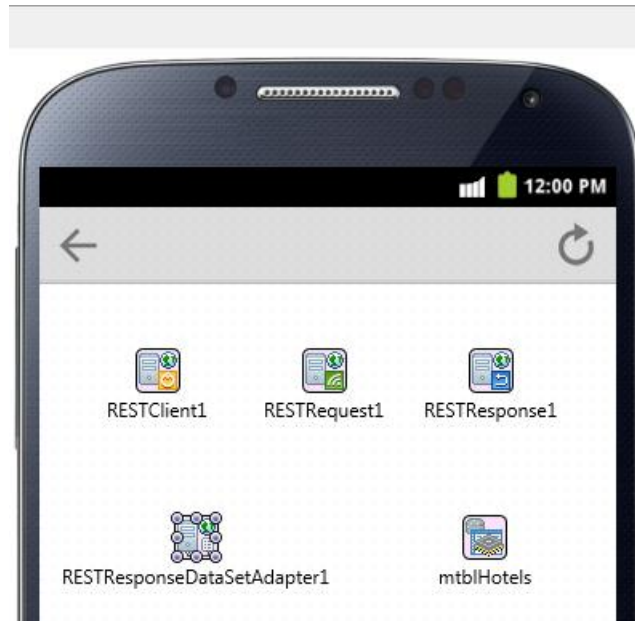 12:00 PM
RESTClient1
RESTRequest1
RESTResponse1
RESTResponseDataSetAdapter1
mtblHotels